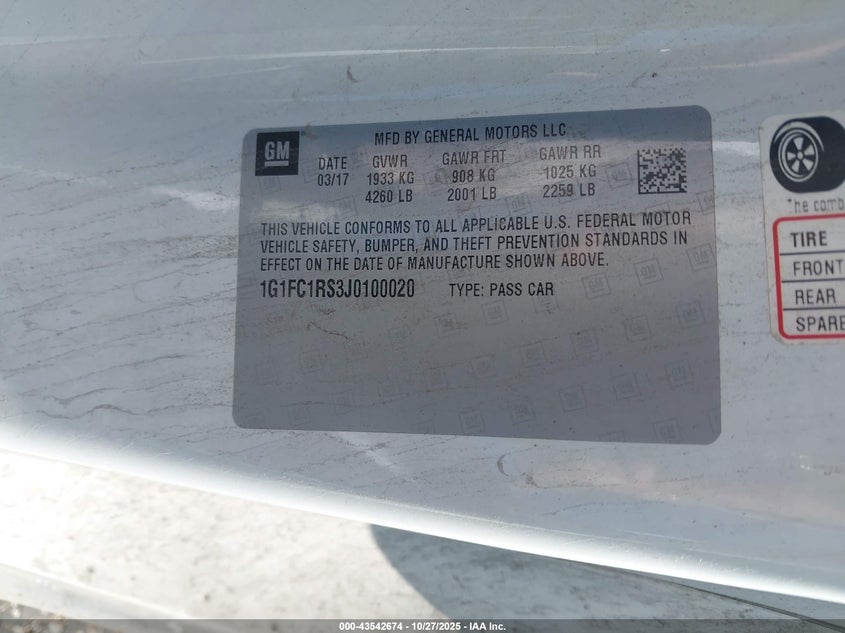 GM
MFD BY GENERAL MOTORS LLC
DATE GVWR GAWR FRT GAWR RR
03/17 1933 KG 908 KG 1025 KG
4260 LB 2001 LB 2259 LB
THIS VEHICLE CONFORMS TO ALL APPLICABLE U.S. FEDERAL MOTOR
VEHICLE SAFETY, BUMPER, AND THEFT PREVENTION STANDARDS IN
EFFECT ON THE DATE OF MANUFACTURE SHOWN ABOVE.
1G1FC1RS3J0100020 TYPE: PASS CAR
The comb
TIRE
FRONT
REAR
SPARE
000-43542674 - 10/27/2025 - IAA Inc.